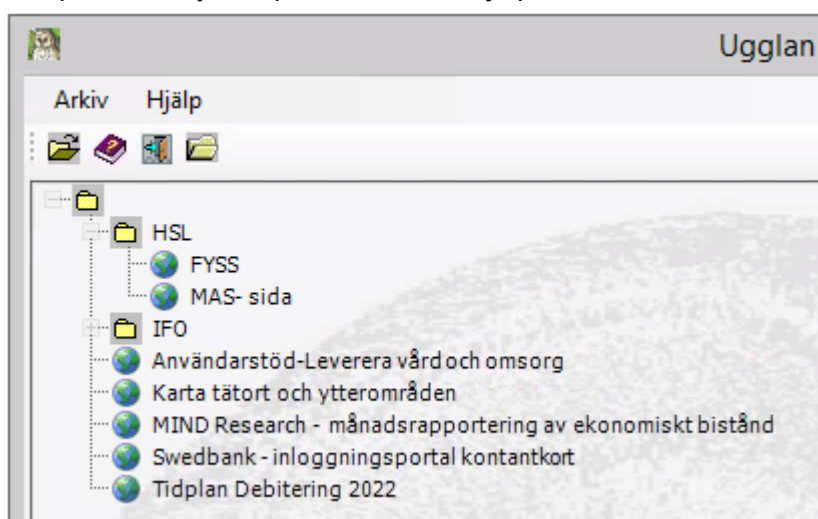 Ugglan
Arkiv Hjälp
HSL
FYSS
MAS- sida
IFO
Användarstöd-Leverera vård och omsorg
Karta tätort och ytterområden
MIND Research - månadsrapportering av ekonomiskt bistånd
Swedbank - inloggningsportal kontantkort
Tidplan Debitering 2022